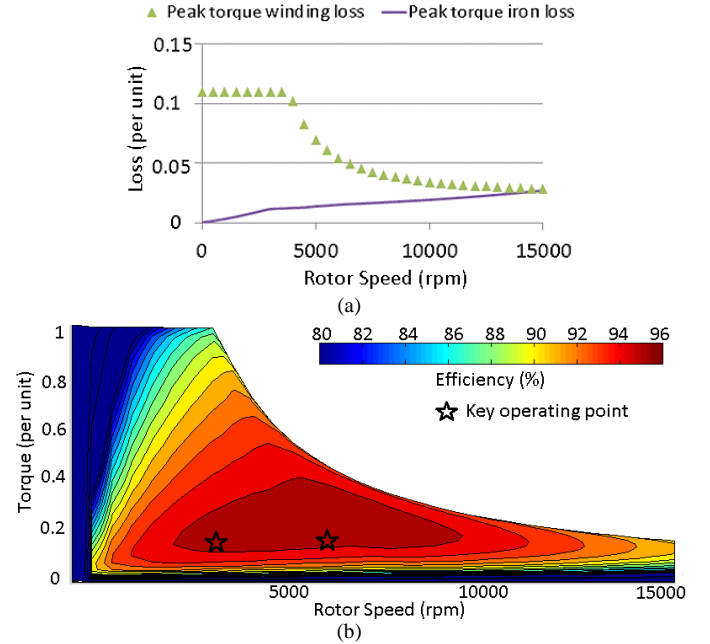 Peak torque winding loss Peak torque iron loss
0.15
0.1
0.05
0
Loss (per unit)
0 5000 10000 15000
Rotor Speed (rpm)
(a)
1
0.8
0.6
0.4
0.2
0
Torque (per unit)
80 82 84 86 88 90 92 94 96
Efficiency (%)
Key operating point
5000 10000 15000
Rotor Speed (rpm)
(b)